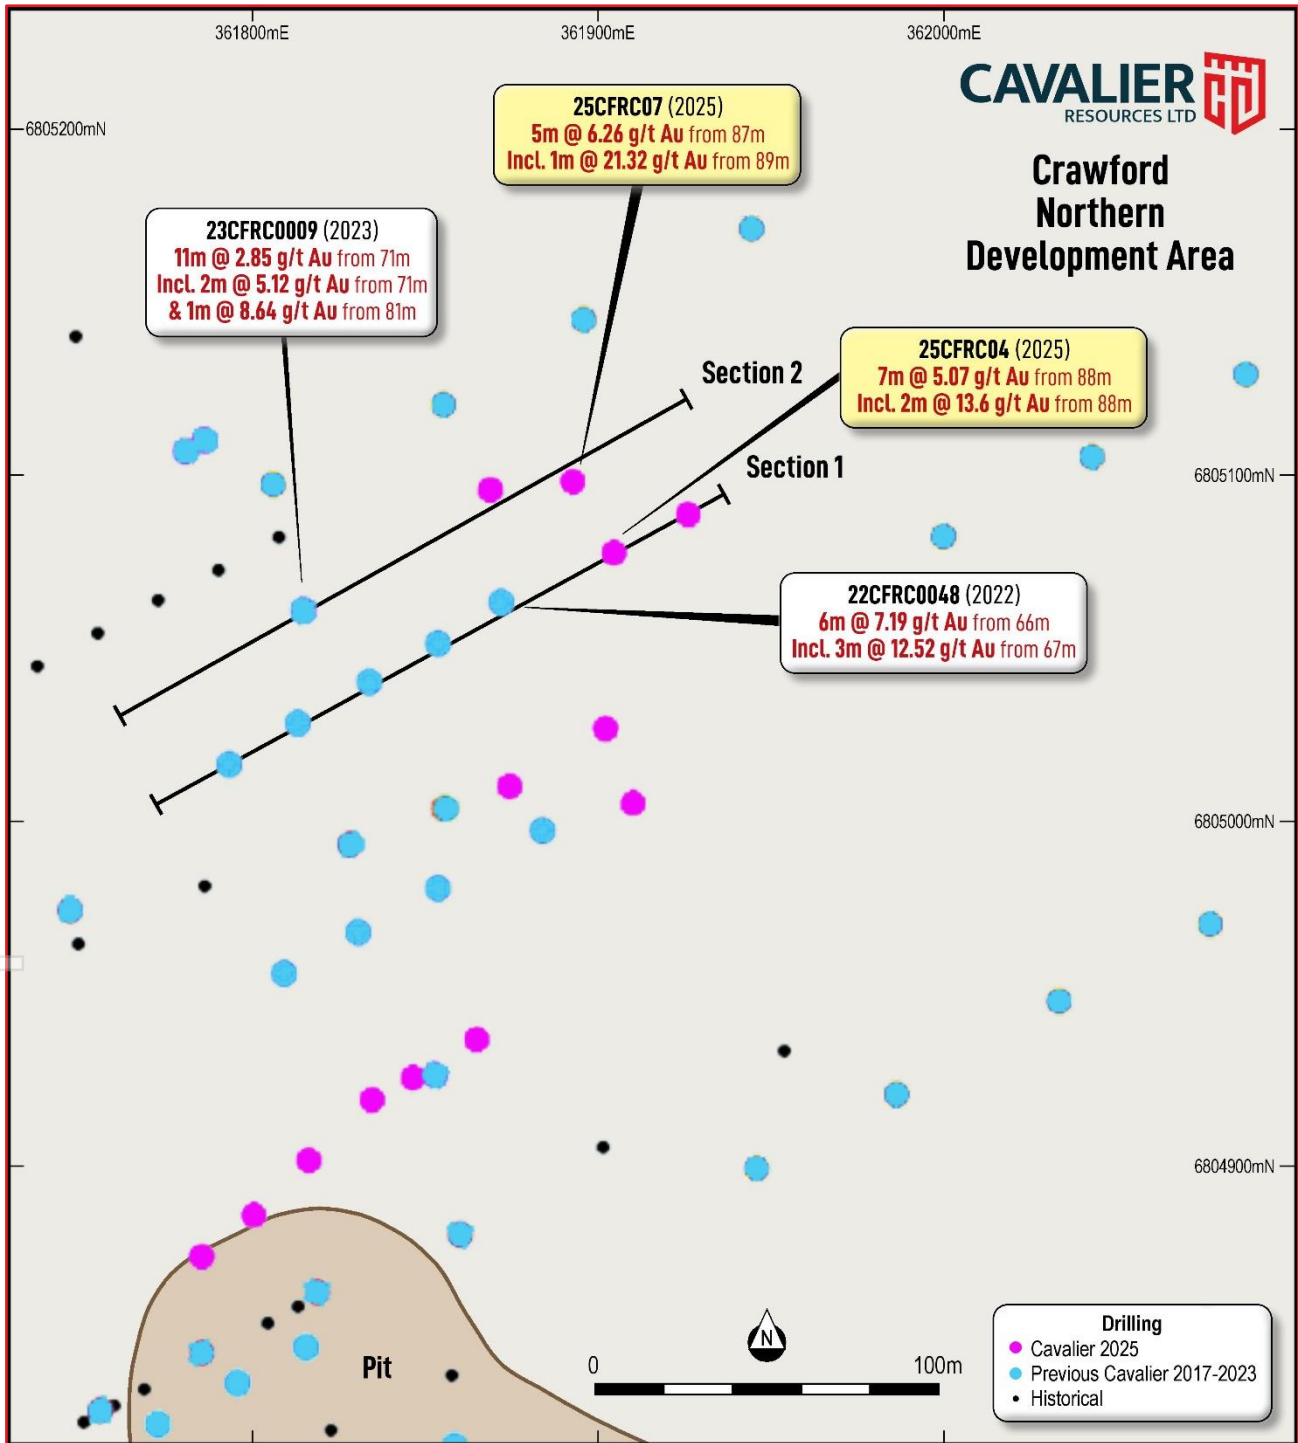 361800mE
361900mE
362000mE
CAVALIER
RESOURCES LTD
Crawford
Northern
Development Area
6805200mN
25CFRC07 (2025)
5m @ 6.26 g/t Au from 87m
Incl. 1m @ 21.32 g/t Au from 89m
23CFRC0009 (2023)
11m @ 2.85 g/t Au from 71m
Incl. 2m @ 5.12 g/t Au from 71m
& 1m @ 8.64 g/t Au from 81m
25CFRC04 (2025)
7m @ 5.07 g/t Au from 88m
Incl. 2m @ 13.6 g/t Au from 88m
Section 2
Section 1
6805100mN
22CFRC0048 (2022)
6m @ 7.19 g/t Au from 66m
Incl. 3m @ 12.52 g/t Au from 67m
6805000mN
6804900mN
Pit
N
0
100m
Drilling
Cavalier 2025
Previous Cavalier 2017-2023
Historical